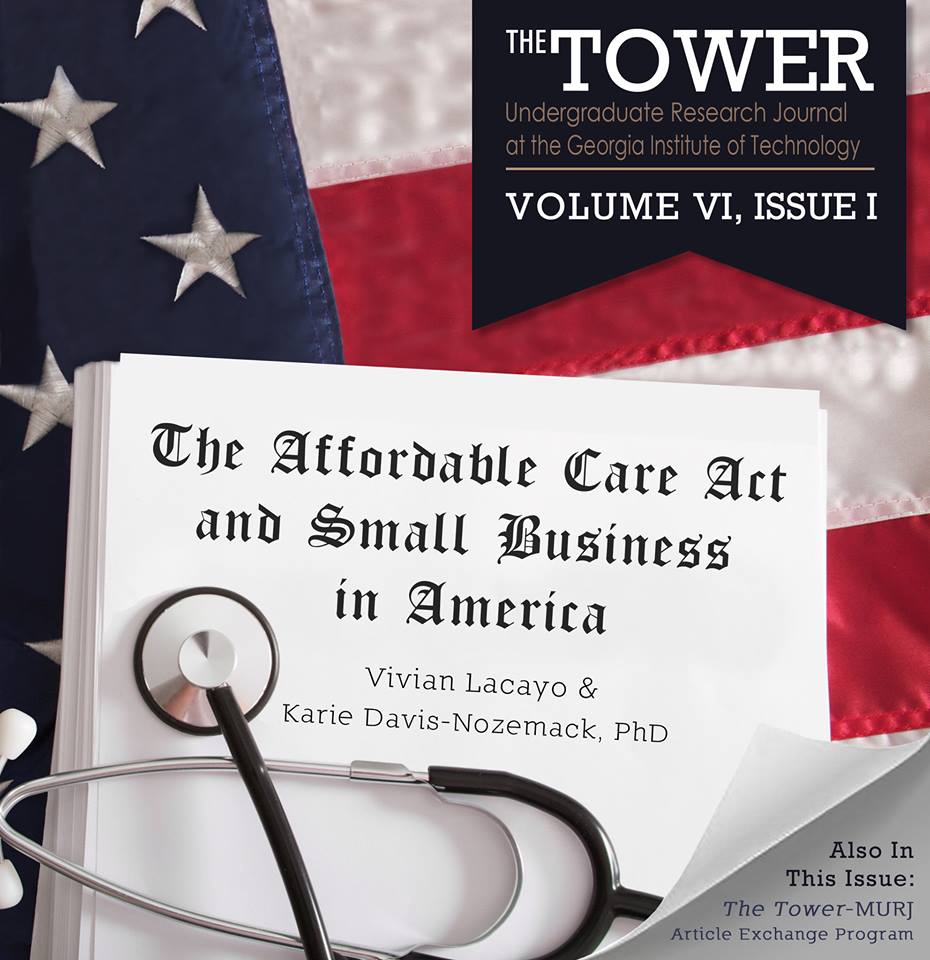 THE TOWER
Undergraduate Research Journal
at the Georgia Institute of Technology
VOLUME VI, ISSUE I
The Affordable Care Act
and Small Business
in America
Vivian Lacayo &
Karie Davis-Nozemack, PhD
Also In
This Issue:
The Tower-MURJ
Article Exchange Program